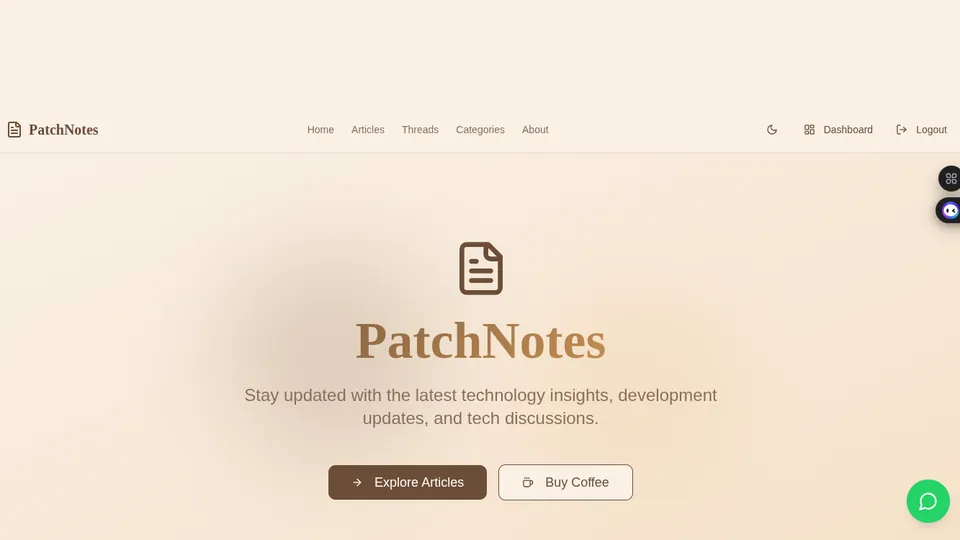 PatchNotes
Home
Articles
Threads
Categories
About
Dashboard
Logout
PatchNotes
Stay updated with the latest technology insights, development
updates, and tech discussions.
Explore Articles
Buy Coffee